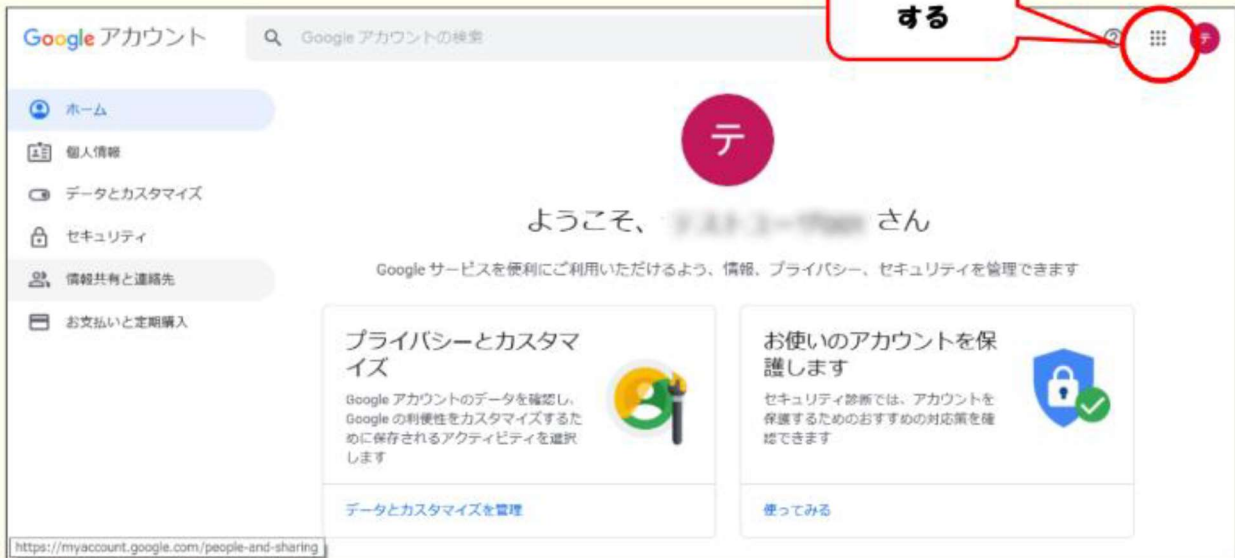 する
Google アカウント
Google アカウントの検索
テ
ホーム
個人情報
データとカスタマイズ
セキュリティ
情報共有と連絡先
お支払いと定期購入
テ
ようこそ、 さん
Google サービスを便利にご利用いただけるよう、情報、プライバシー、セキュリティを管理できます
プライバシーとカスタマ
イズ
Google アカウントのデータを確認し、
Google の利便性をカスタマイズするた
めに保存されるアクティビティを選択
します
データとカスタマイズを管理
お使いのアカウントを保
護します
セキュリティ診断では、アカウントを
保護するためのおすすめの対応策を確
認できます
使ってみる
https://myaccount.google.com/people-and-sharing